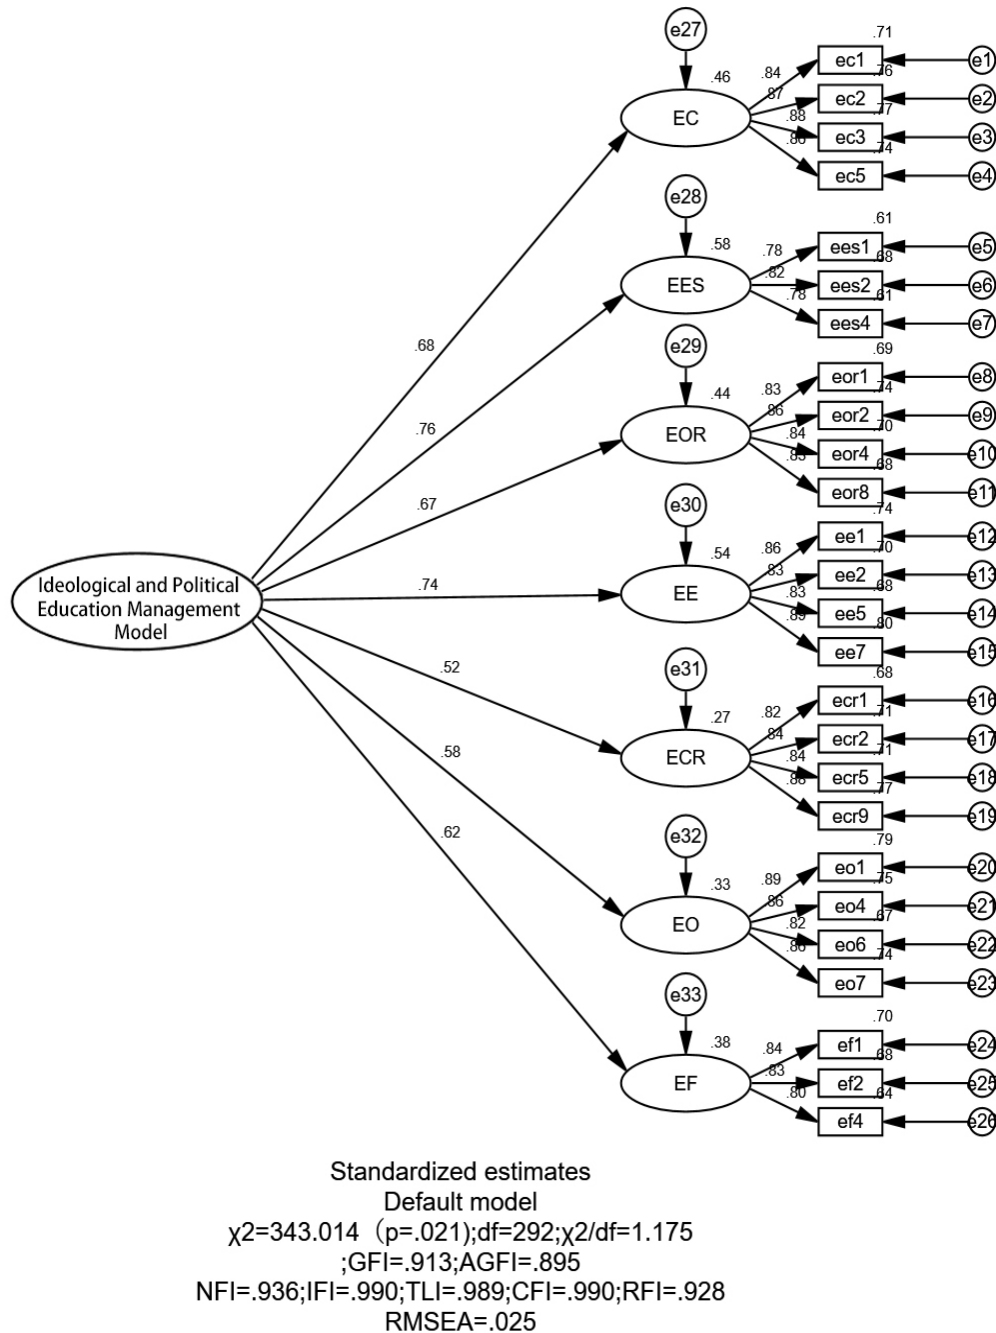 e27
.46
EC
.84
.87
.88
.86
.71
ec1
e1
.76
ec2
e2
.77
ec3
e3
.74
ec5
e4
.68
e28
.58
EES
.78
.82
.78
.61
ees1
e5
.68
ees2
e6
.61
ees4
e7
.76
e29
.44
EOR
.83
.86
.84
.83
.69
eor1
e8
.74
eor2
e9
.70
eor4
e10
.68
eor8
e11
.67
e30
.54
EE
.86
.83
.83
.89
.74
ee1
e12
.70
ee2
e13
.68
ee5
e14
.80
ee7
e15
.74
Ideological and Political
Education Management
Model
e31
.27
ECR
.82
.84
.84
.88
.68
ecr1
e16
.71
ecr2
e17
.71
ecr5
e18
.77
ecr9
e19
.52
e32
.33
EO
.89
.86
.82
.86
.79
eo1
e20
.75
eo4
e21
.67
eo6
e22
.74
eo7
e23
.58
e33
.38
EF
.84
.83
.80
.70
ef1
e24
.68
ef2
e25
.64
ef4
e26
.62
Standardized estimates
Default model
χ2=343.014（p=.021);df=292;χ2/df=1.175
;GFI=.913;AGFI=.895
NFI=.936;IFI=.990;TLI=.989;CFI=.990;RFI=.928
RMSEA=.025